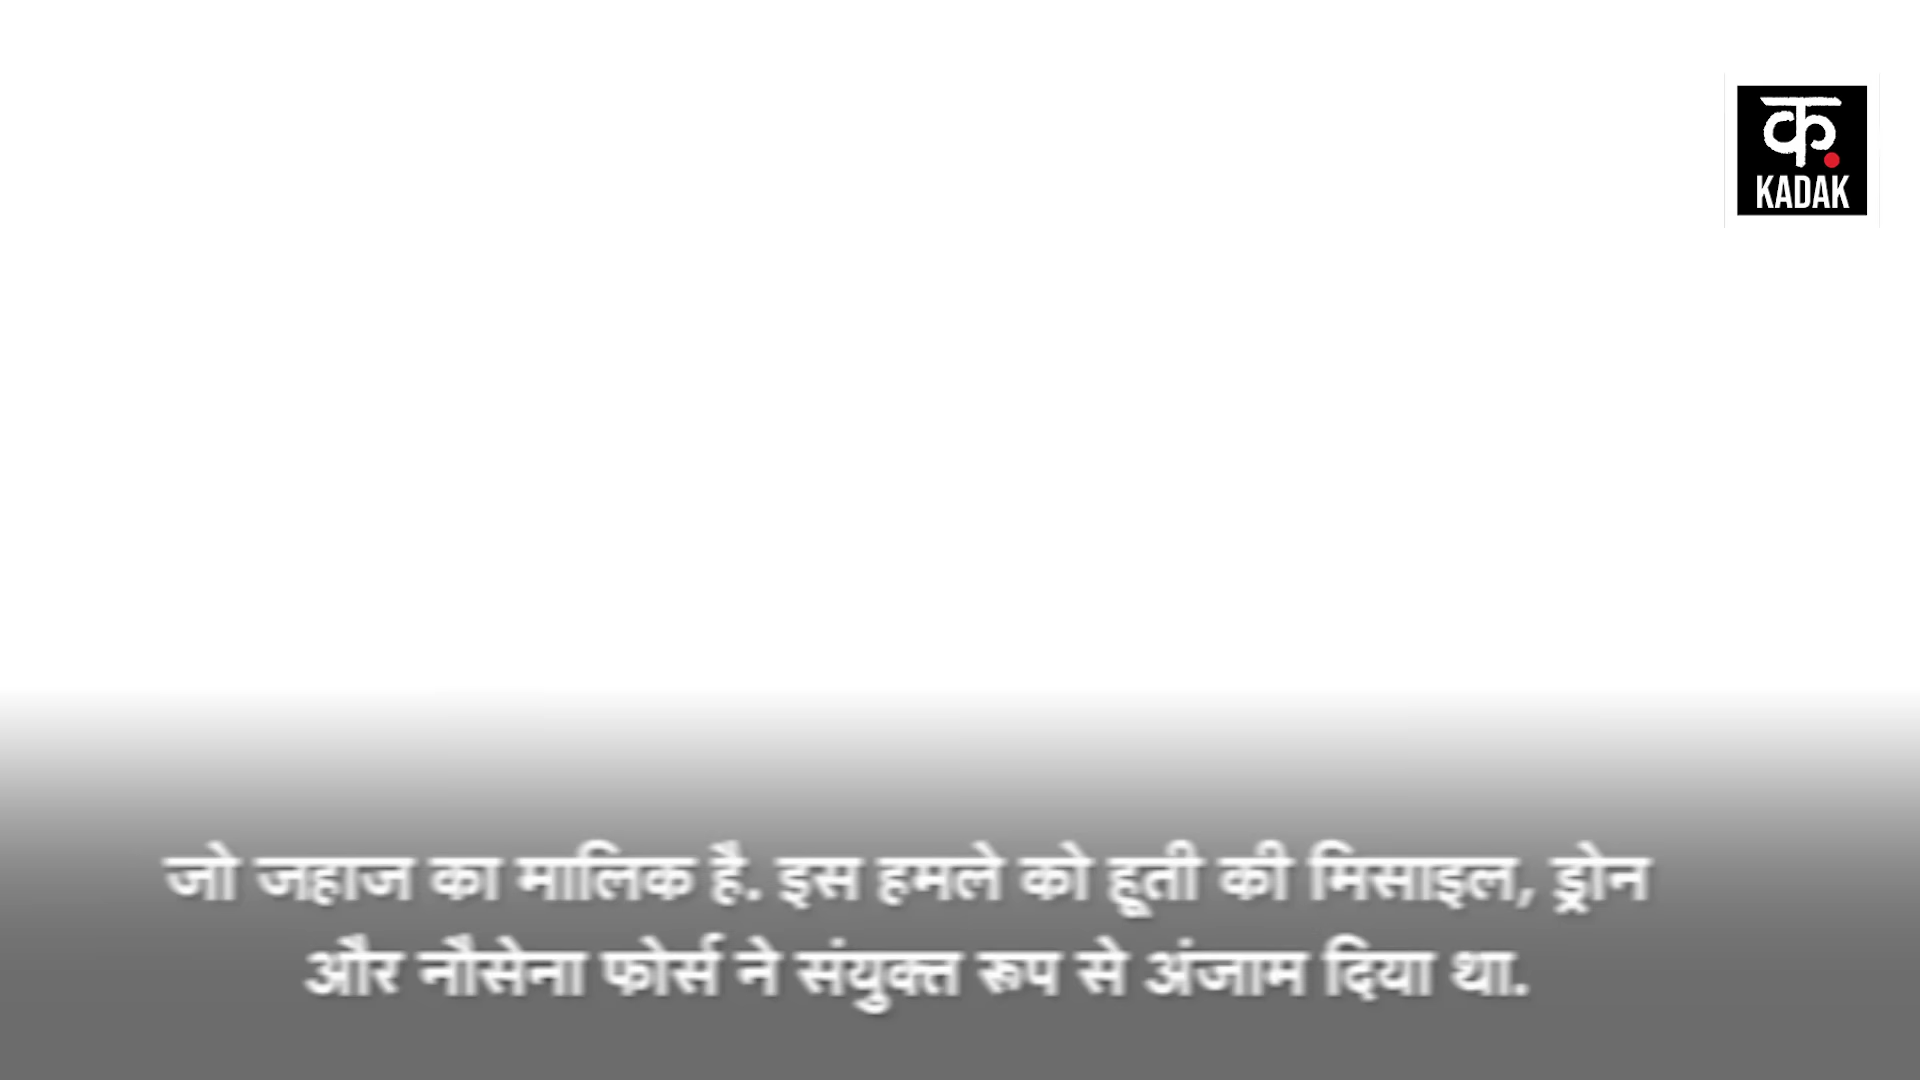 क
KADAK
जो जहाज का मालिक है. इस हमले को हूती की मिसाइल, ड्रोन
और नौसेना फोर्स ने संयुक्त रूप से अंजाम दिया था.